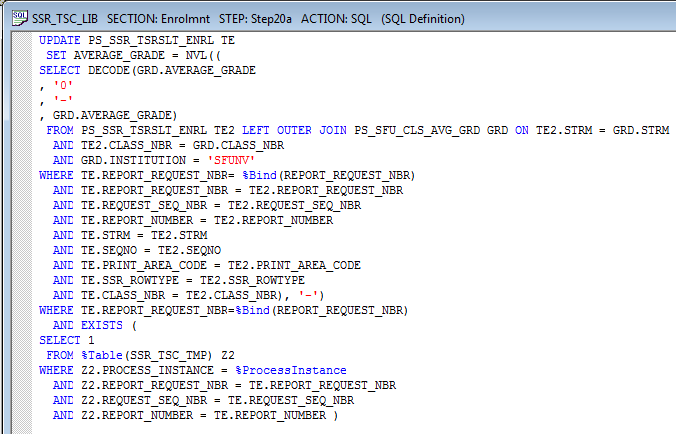 SQL SSR_TSC_LIB SECTION: Enrolmnt STEP: Step20a ACTION: SQL (SQL Definition)
UPDATE PS_SSR_TSRSLT_ENRL TE
SET AVERAGE_GRADE = NVL((
SELECT DECODE(GRD.AVERAGE_GRADE
, '0'
, '-'
, GRD.AVERAGE_GRADE)
FROM PS_SSR_TSRSLT_ENRL TE2 LEFT OUTER JOIN PS_SFU_CLS_AVG_GRD GRD ON TE2.STRM = GRD.STRM
AND TE2.CLASS_NBR = GRD.CLASS_NBR
AND GRD.INSTITUTION = 'SFUNV'
WHERE TE.REPORT_REQUEST_NBR= %Bind(REPORT_REQUEST_NBR)
AND TE.REPORT_REQUEST_NBR = TE2.REPORT_REQUEST_NBR
AND TE.REQUEST_SEQ_NBR = TE2.REQUEST_SEQ_NBR
AND TE.REPORT_NUMBER = TE2.REPORT_NUMBER
AND TE.STRM = TE2.STRM
AND TE.SEQNO = TE2.SEQNO
AND TE.PRINT_AREA_CODE = TE2.PRINT_AREA_CODE
AND TE.SSR_ROWTYPE = TE2.SSR_ROWTYPE
AND TE.CLASS_NBR = TE2.CLASS_NBR), '-')
WHERE TE.REPORT_REQUEST_NBR=%Bind(REPORT_REQUEST_NBR)
AND EXISTS (
SELECT 1
FROM %Table(SSR_TSC_TMP) Z2
WHERE Z2.PROCESS_INSTANCE = %ProcessInstance
AND Z2.REPORT_REQUEST_NBR = TE.REPORT_REQUEST_NBR
AND Z2.REQUEST_SEQ_NBR = TE.REQUEST_SEQ_NBR
AND Z2.REPORT_NUMBER = TE.REPORT_NUMBER )